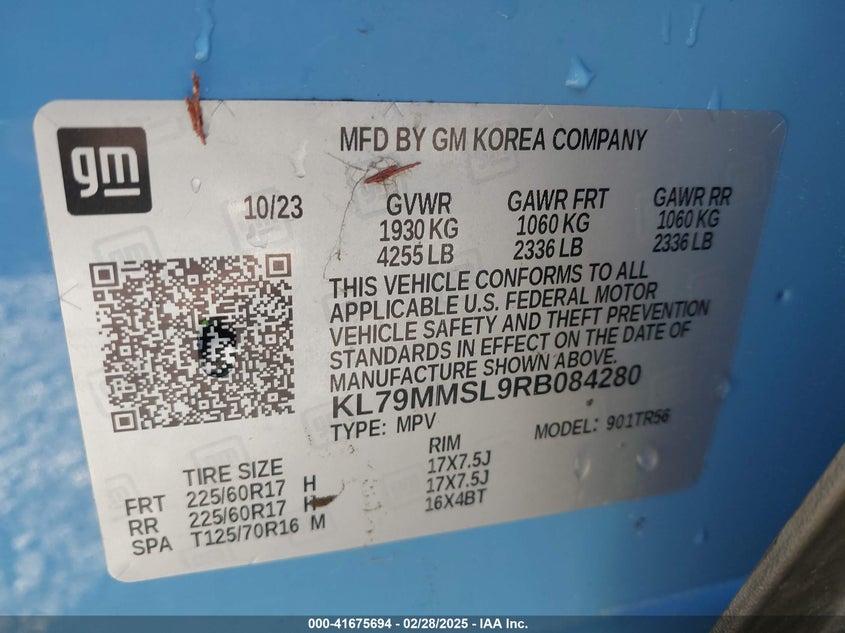 gm
MFD BY GM KOREA COMPANY
10/23
GVWR GAWR FRT GAWR RR
1930 KG 1060 KG 1060 KG
4255 LB 2336 LB 2336 LB
THIS VEHICLE CONFORMS TO ALL
APPLICABLE U.S. FEDERAL MOTOR
VEHICLE SAFETY AND THEFT PREVENTION
STANDARDS IN EFFECT ON THE DATE OF
MANUFACTURE SHOWN ABOVE.
KL79MMSL9RB084280
TYPE: MPV MODEL: 901TR56
TIRE SIZE RIM
FRT 225/60R17 H 17X7.5J
RR 225/60R17 H 17X7.5J
SPA T125/70R16 M 16X4BT
000-41675694 - 02/28/2025 - IAA Inc.